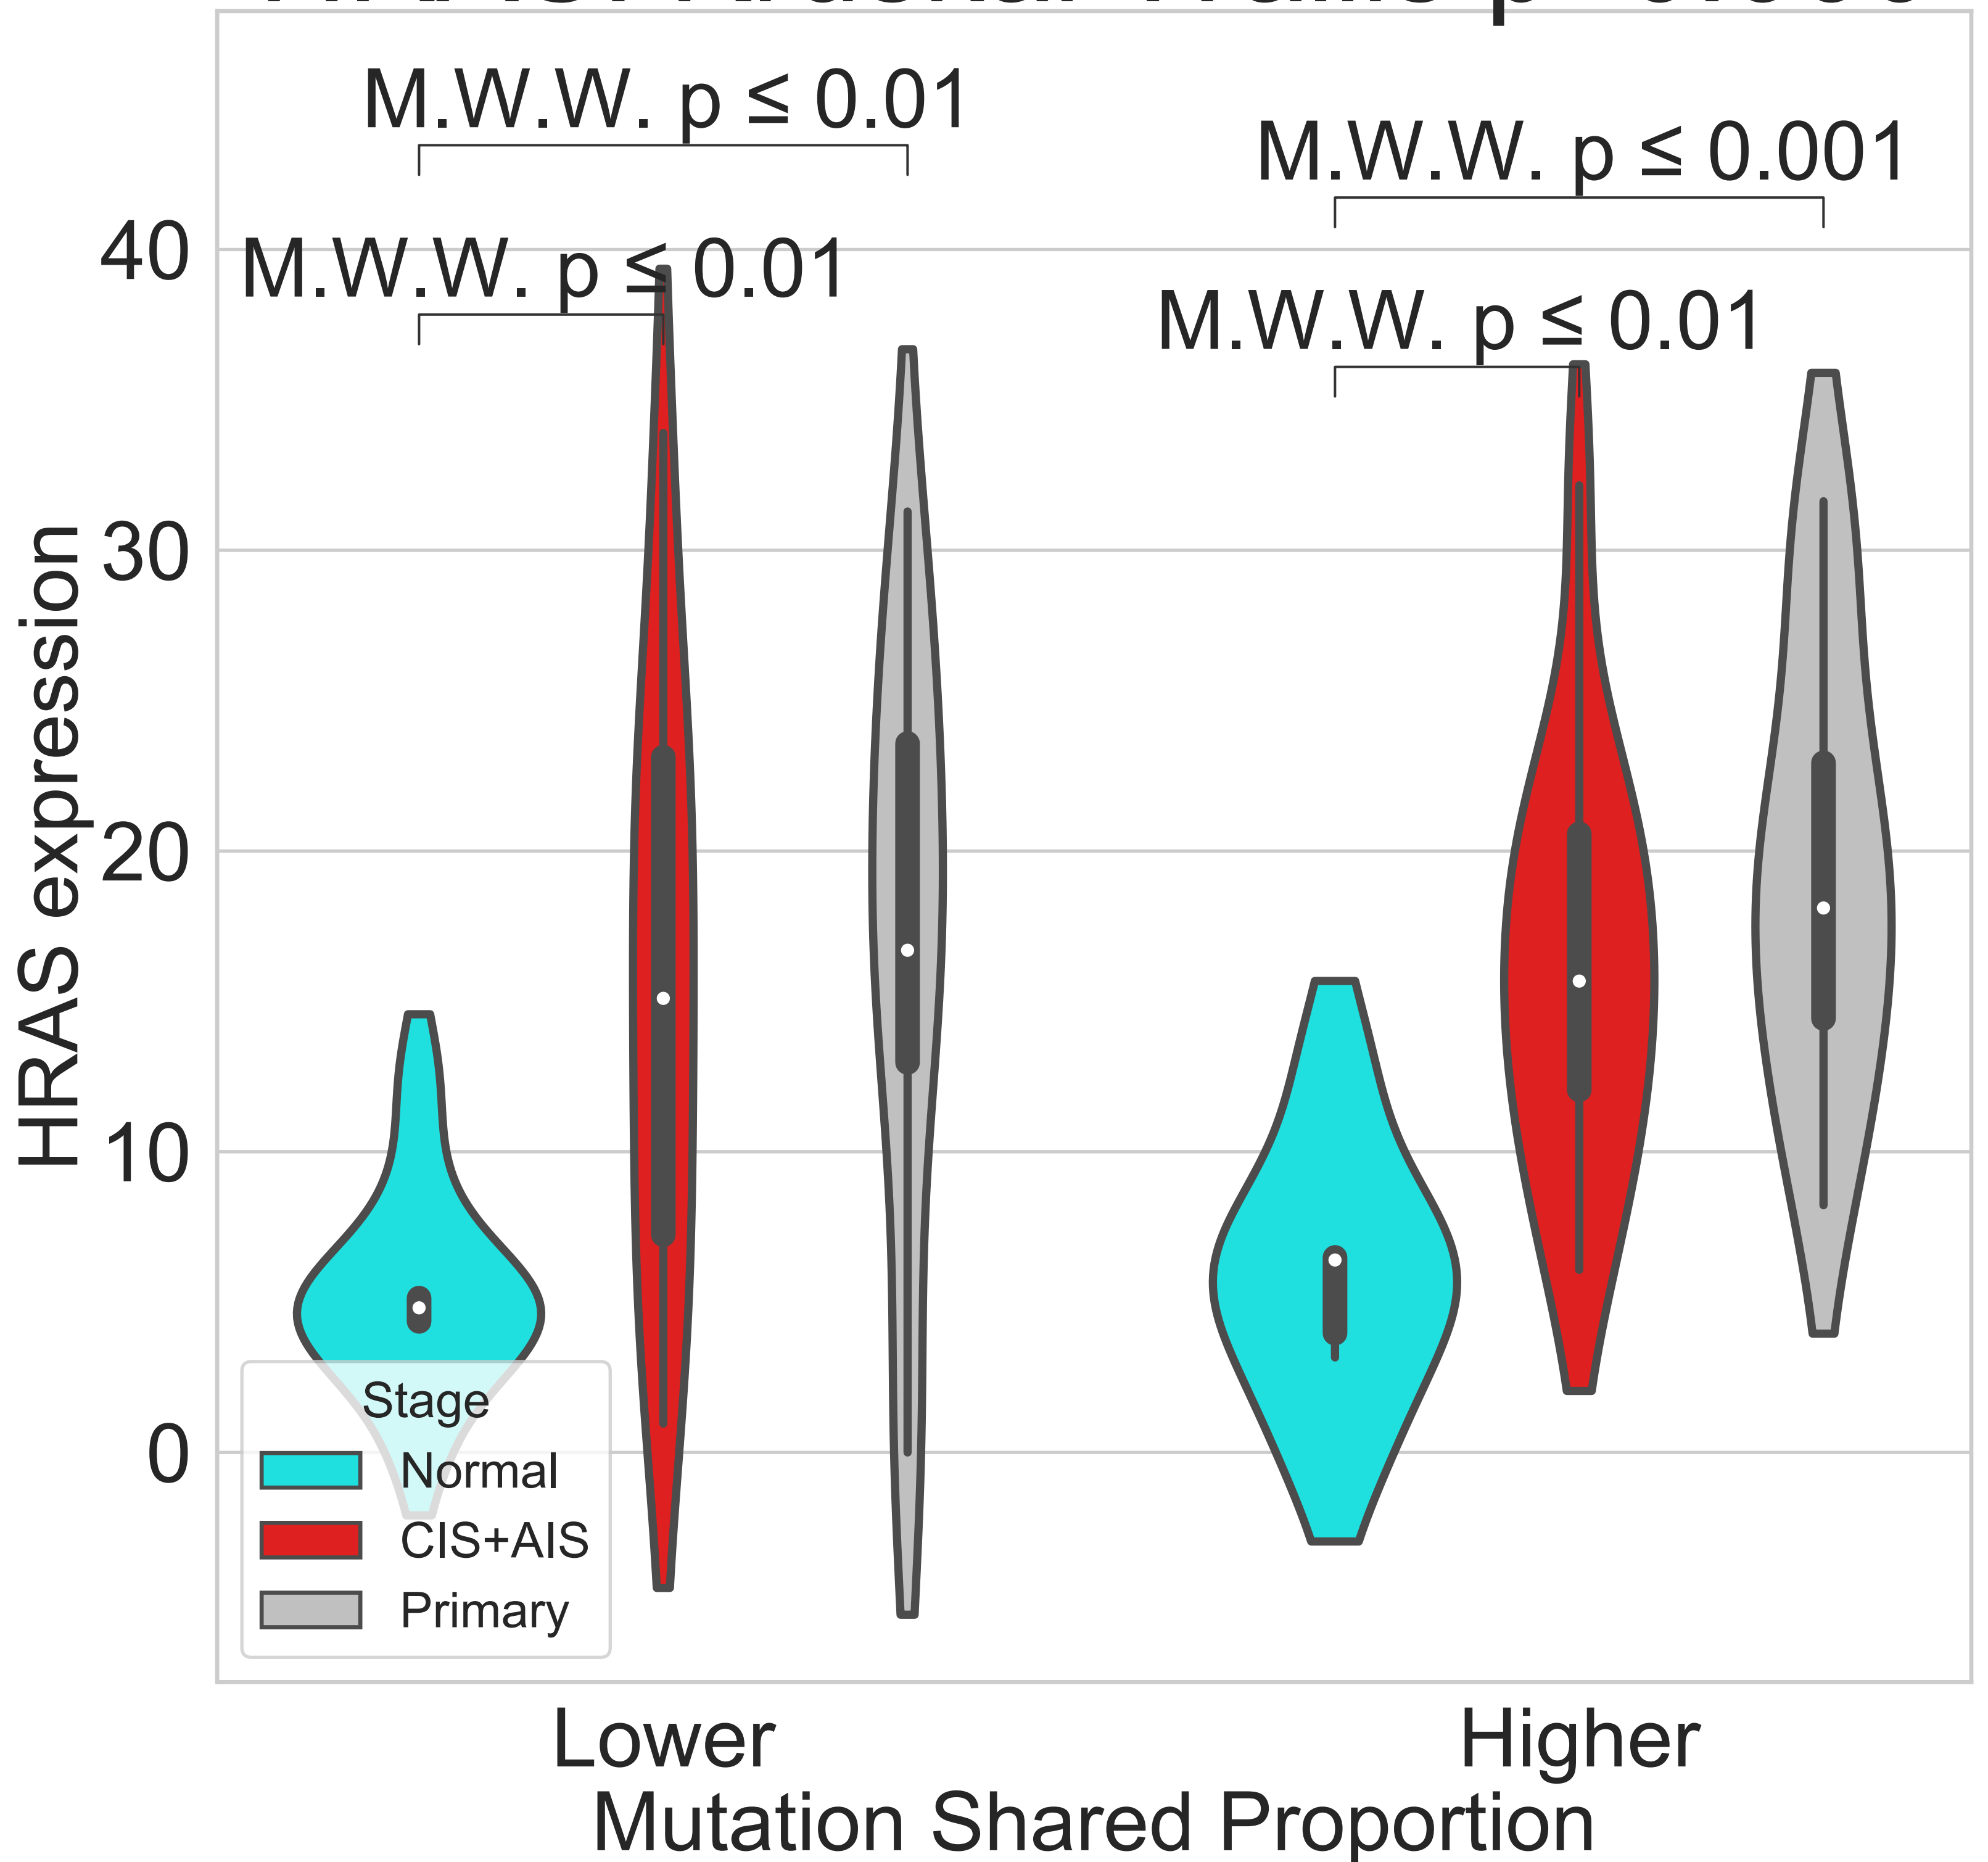 M.W.W. p ≤ 0.01
M.W.W. p ≤ 0.001
M.W.W. p ≤ 0.01
M.W.W. p ≤ 0.01
HRAS expression
40
30
20
10
0
Stage
Normal
CIS+AIS
Primary
Lower
Higher
Mutation Shared Proportion